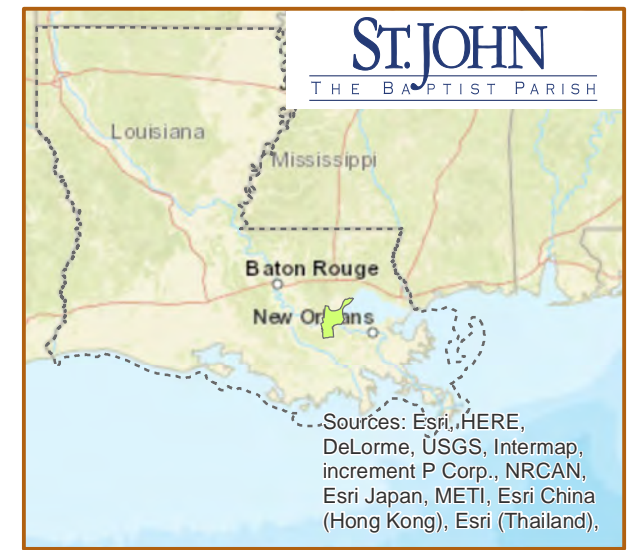 ST. JOHN
THE BAPTIST PARISH
Louisiana
Mississippi
Baton Rouge
New Orleans
Sources: Esri, HERE,
DeLorme, USGS, Intermap,
increment P Corp., NRCAN,
Esri Japan, METI, Esri China
(Hong Kong), Esri (Thailand),